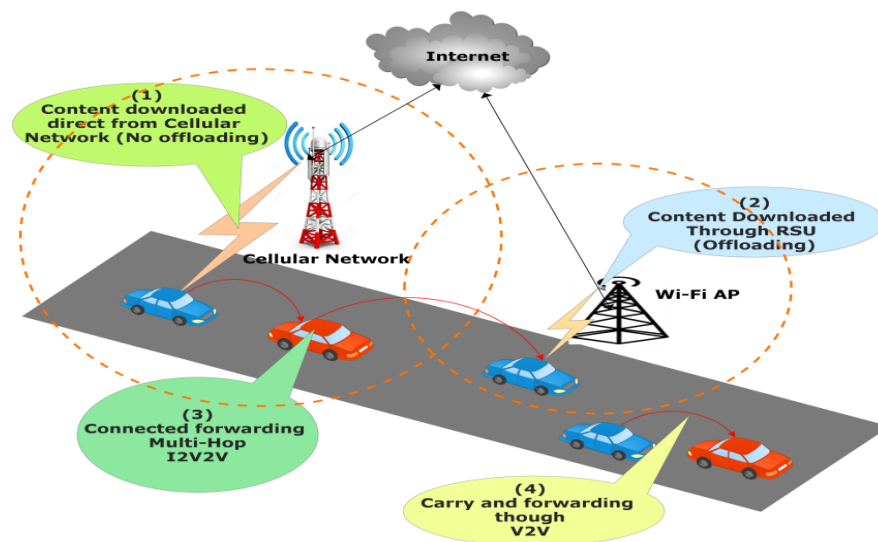 Internet
(1)
Content downloaded
direct from Cellular
Network (No offloading)
(2)
Content Downloaded
Through RSU
(Offloading)
Cellular Network
Wi-Fi AP
(3)
Connected forwarding
Multi-Hop
I2V2V
(4)
Carry and forwarding
though
V2V